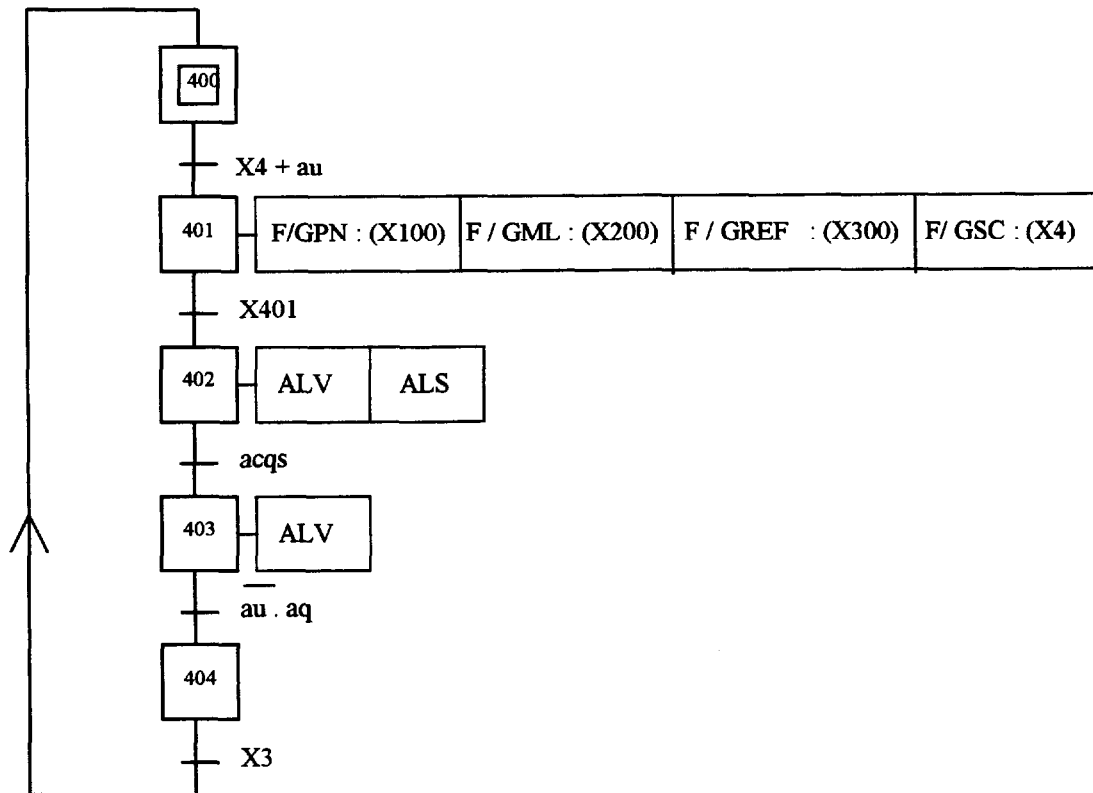 400
X4 + au
401 F/GPN : (X100) F / GML : (X200) F / GREF : (X300) F/ GSC : (X4)
X401
402 ALV ALS
acqs
403 ALV
a̅u̅ . aq
404
X3